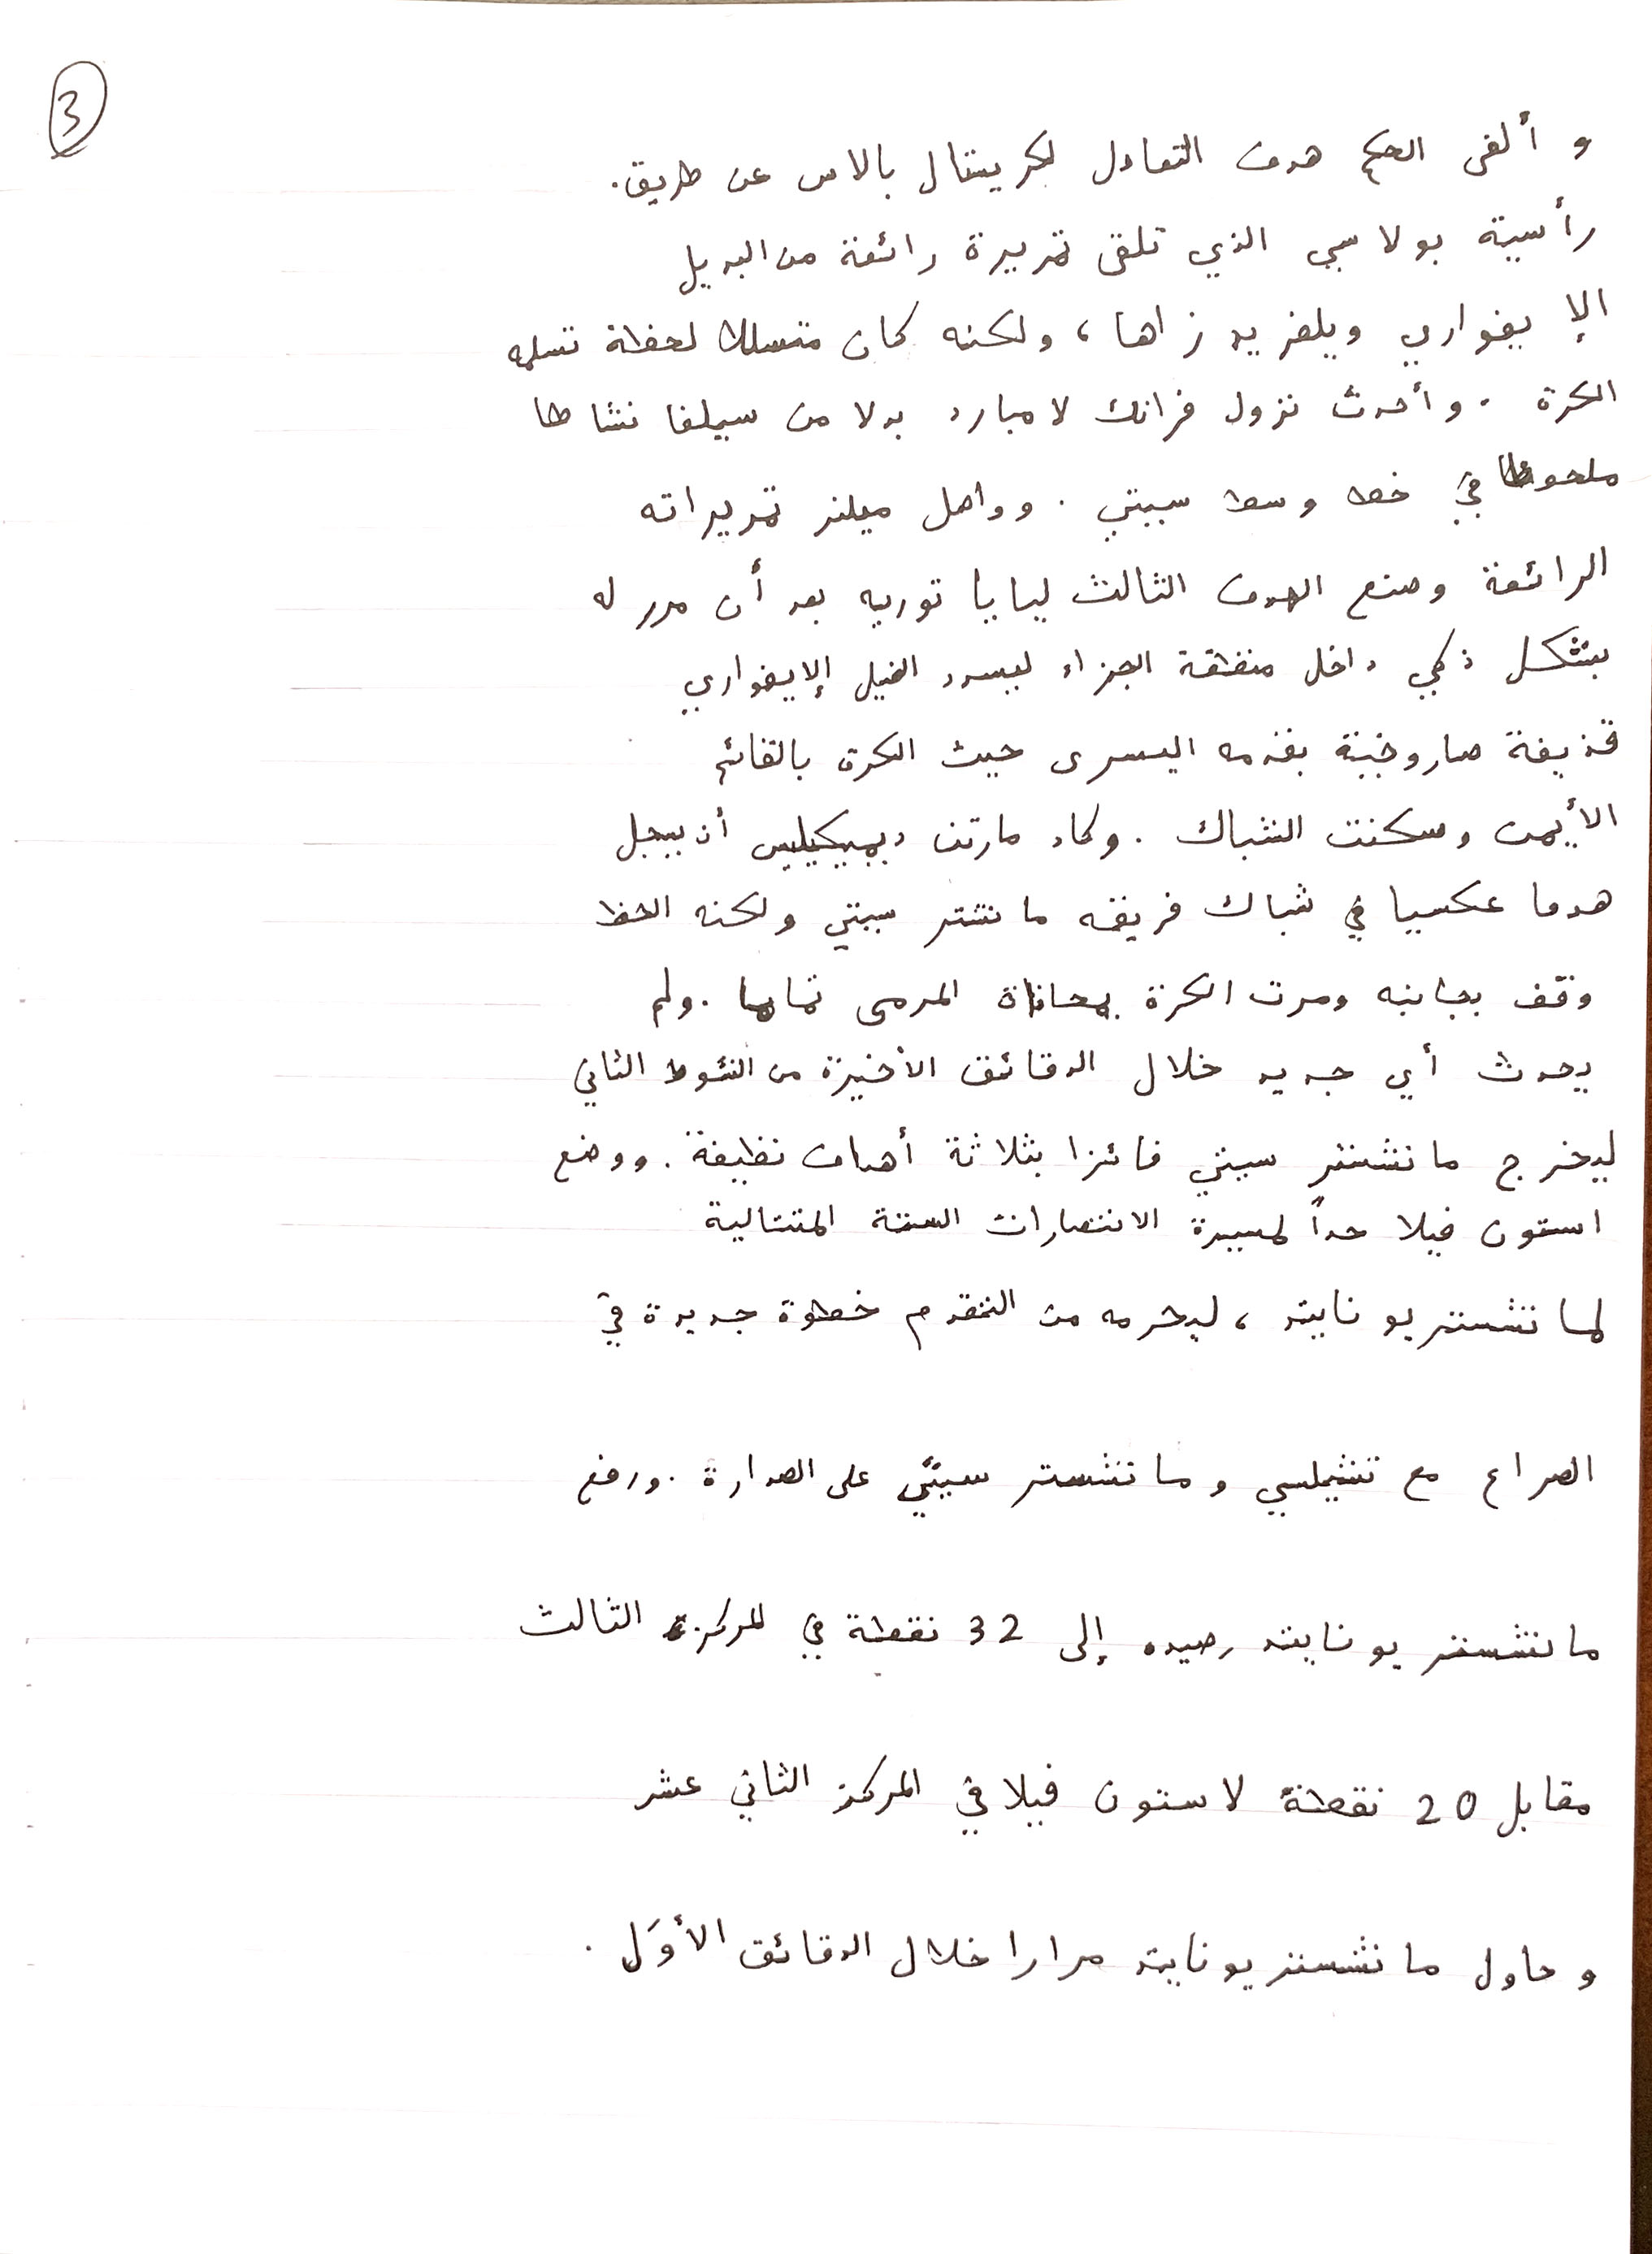 3
و ألغى الحكم هدف التعادل لكريستال بالاس عن طريق.
رأسية بولاسي الذي تلقى تمريرة رائعة من البديل
الإيفواري ويلفريد زاها، ولكنه كان متسللا لحظة تسلمه
الكرة . وأحدث نزول فرانك لامبارد بدلا من سيلفا نشاطا
ملحوظا في خط وسط سيتي . وواصل ميلنر تمريراته
الرائعة وصنع الهدف الثالث ليايا توريه بعد أن مرر له
بشكل ذكي داخل منطقة الجزاء ليسدد الفيل الإيفواري
قذيفة صاروخية بقدمه اليسرى حيث الكرة بالقائم
الأيمن وسكنت الشباك . وكاد مارتن ديميكيليس أن يسجل
هدفا عكسيا في شباك فريقه مانشتر سيتي ولكنه الحظ
وقف بجانبه ومرت الكرة بمحاذاة المرمى تماما .ولم
يحدث أي جديد خلال الدقائق الأخيرة من الشوط الثاني
ليخرج مانشستر سيتي فائزا بثلاثة أهداف نظيفة . ووضع
استون فيلا حداً لمسيرة الانتصارات الستة المتتالية
لمانشستر يونايتد ، ليحرمه من التقدم خطوة جديدة في
الصراع مع تشيلسي ومانشستر سيتي على الصدارة .ورفع
مانشستر يونايتد رصيده إلى 32 نقطة في المركز الثالث
مقابل 20 نقطة لاستون فيلا في المركز الثاني عشر
وحاول مانشستر يونايتد مرارا خلال الدقائق الأوَل .